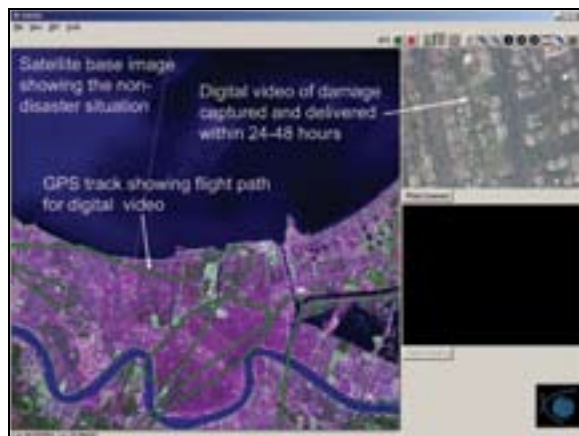 Satellite base image
showing the non-
disaster situation
Digital video of damage
captured and delivered
within 24-48 hours
GPS track showing flight path
for digital video